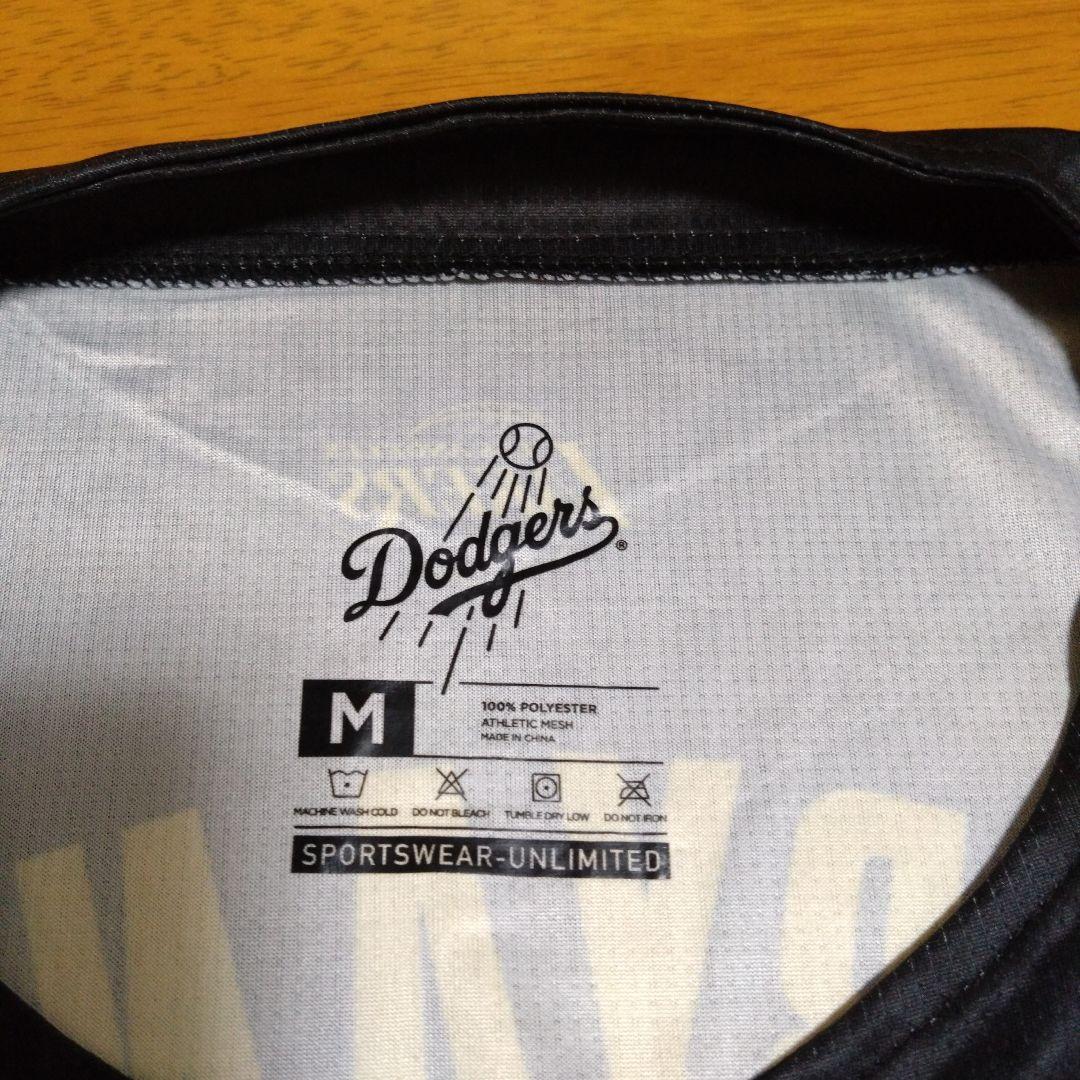 Dodgers®
M
100% POLYESTER
ATHLETIC MESH
MADE IN CHINA
MACHINE WASH COLD DO NOT BLEACH TUMBLE DRY LOW DO NOT IRON
SPORTSWEAR-UNLIMITED